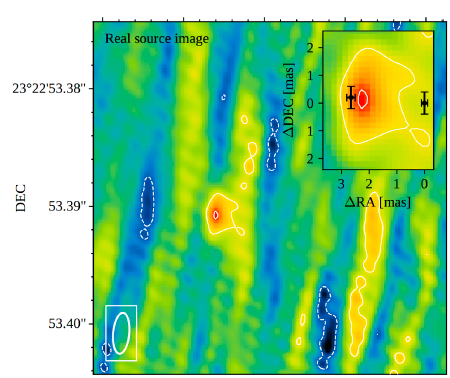 Real source image
23°22'53.38"
53.39"
53.40"
DEC
ΔDEC [mas]
2
1
0
1
2
3 2 1 0
ΔRA [mas]